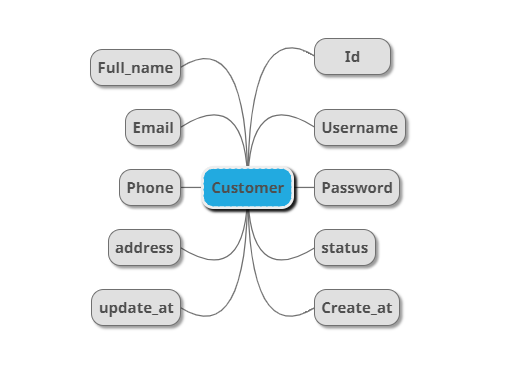 Full_name
Id
Email
Username
Phone
Customer
Password
address
status
update_at
Create_at